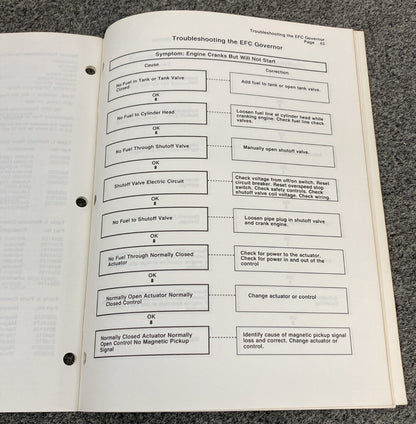 Troubleshooting the EFC Governor
Page 43
Troubleshooting the EFC Governor
Symptom: Engine Cranks But Will Not Start
Cause
Correction
No Fuel in Tank or Tank Valve
Closed
Add fuel to tank or open tank valve.
OK
No Fuel to Cylinder Head
Loosen fuel line at cylinder head while
cranking engine. Check fuel line check
valves.
OK
No Fuel Through Shutoff Valve
Manually open shutoff valve.
OK
Shutoff Valve Electric Circuit
Check voltage from off/on switch. Reset
circuit breaker. Reset overspeed stop
switch. Check safety controls. Check
shutoff valve coil voltage. Check wiring.
OK
No Fuel to Shutoff Valve
Loosen pipe plug in shutoff valve
and crank engine.
OK
No Fuel Through Normally Closed
Actuator
Check for power to the actuator.
Check for power in and out of the
control
OK
Normally Open Actuator Normally
Closed Control
Change actuator or control
OK
Normally Closed Actuator Normally
Open Control No Magnetic Pickup
Signal
Identify cause of magnetic pickup signal
loss and correct. Change actuator or
control.